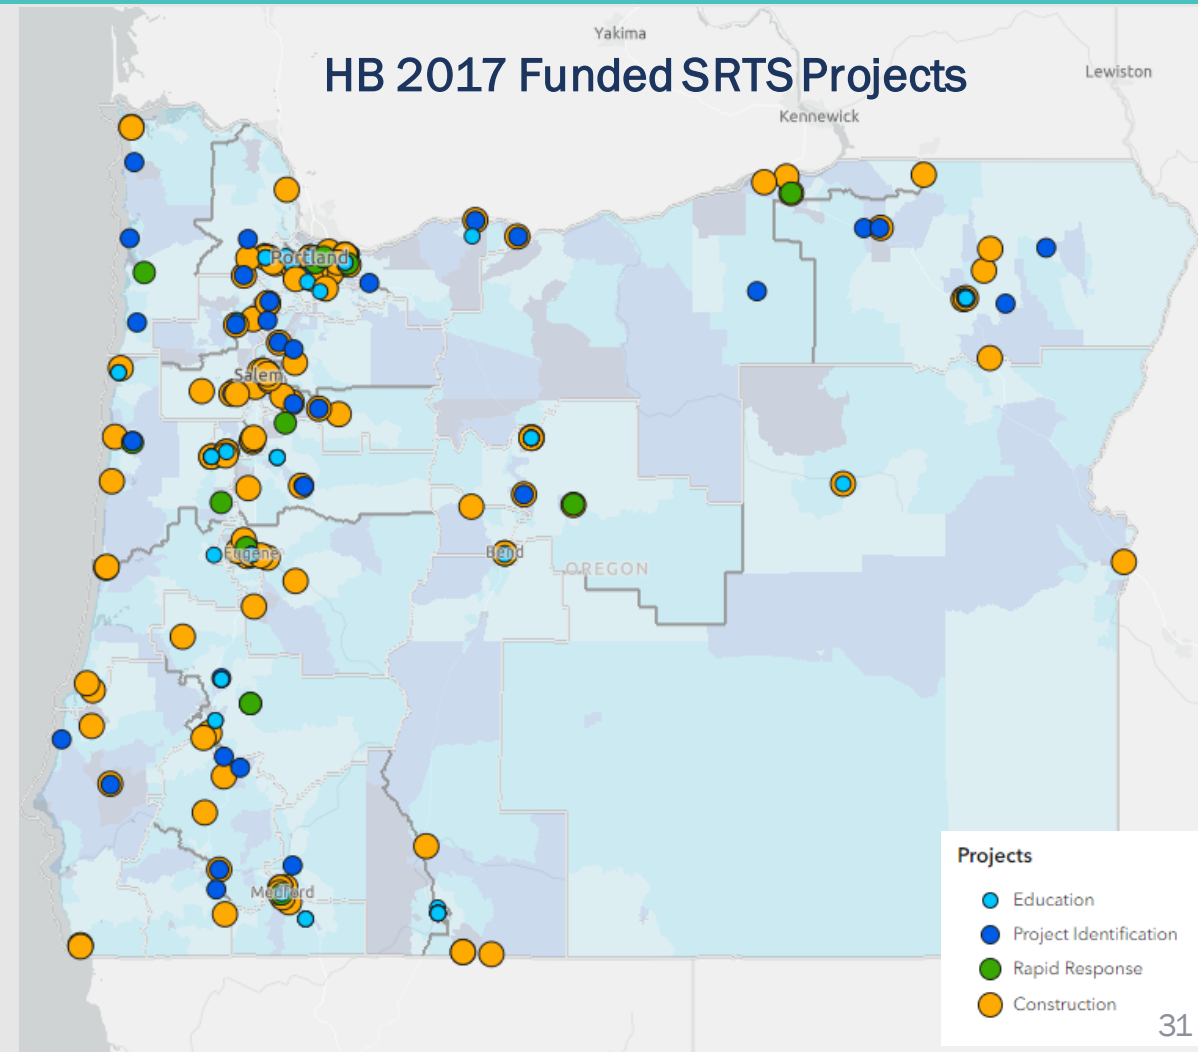 Yakima
HB 2017 Funded SRTS Projects
Lewiston
Kennewick
Portland
Salem
Eugene
Bend
OREGON
Medford
Projects
Education
Project Identification
Rapid Response
Construction
31